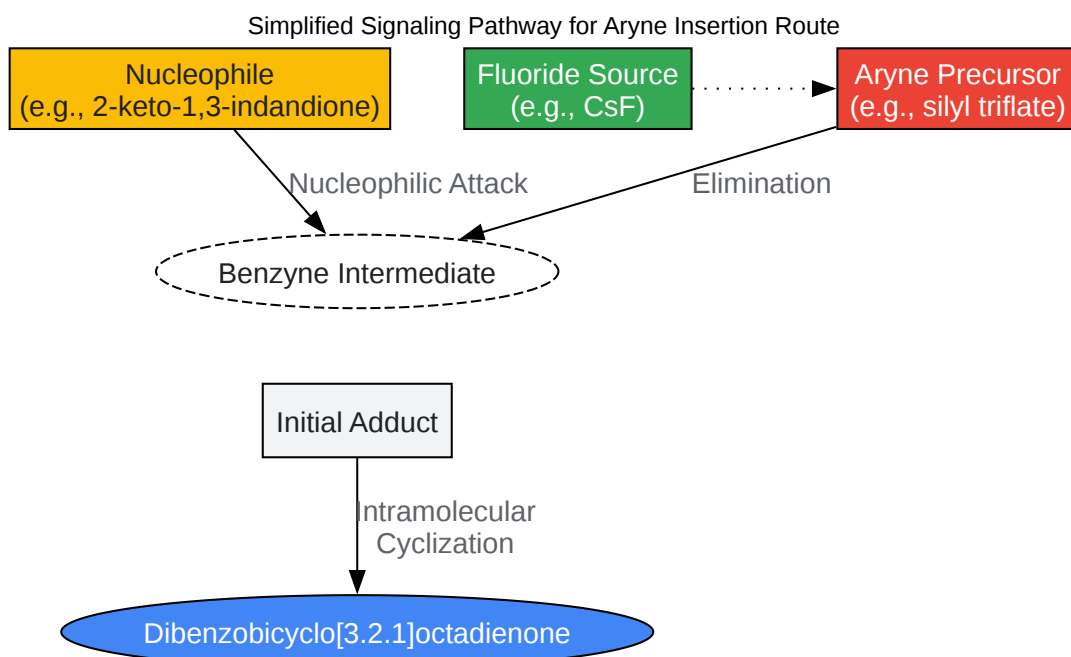 Simplified Signaling Pathway for Aryne Insertion Route
Nucleophile
(e.g., 2-keto-1,3-indandione)
Fluoride Source
(e.g., CsF)
Aryne Precursor
(e.g., silyl triflate)
Nucleophilic Attack
Elimination
Benzyne Intermediate
Initial Adduct
Intramolecular
Cyclization
Dibenzobicyclo[3.2.1]octadienone